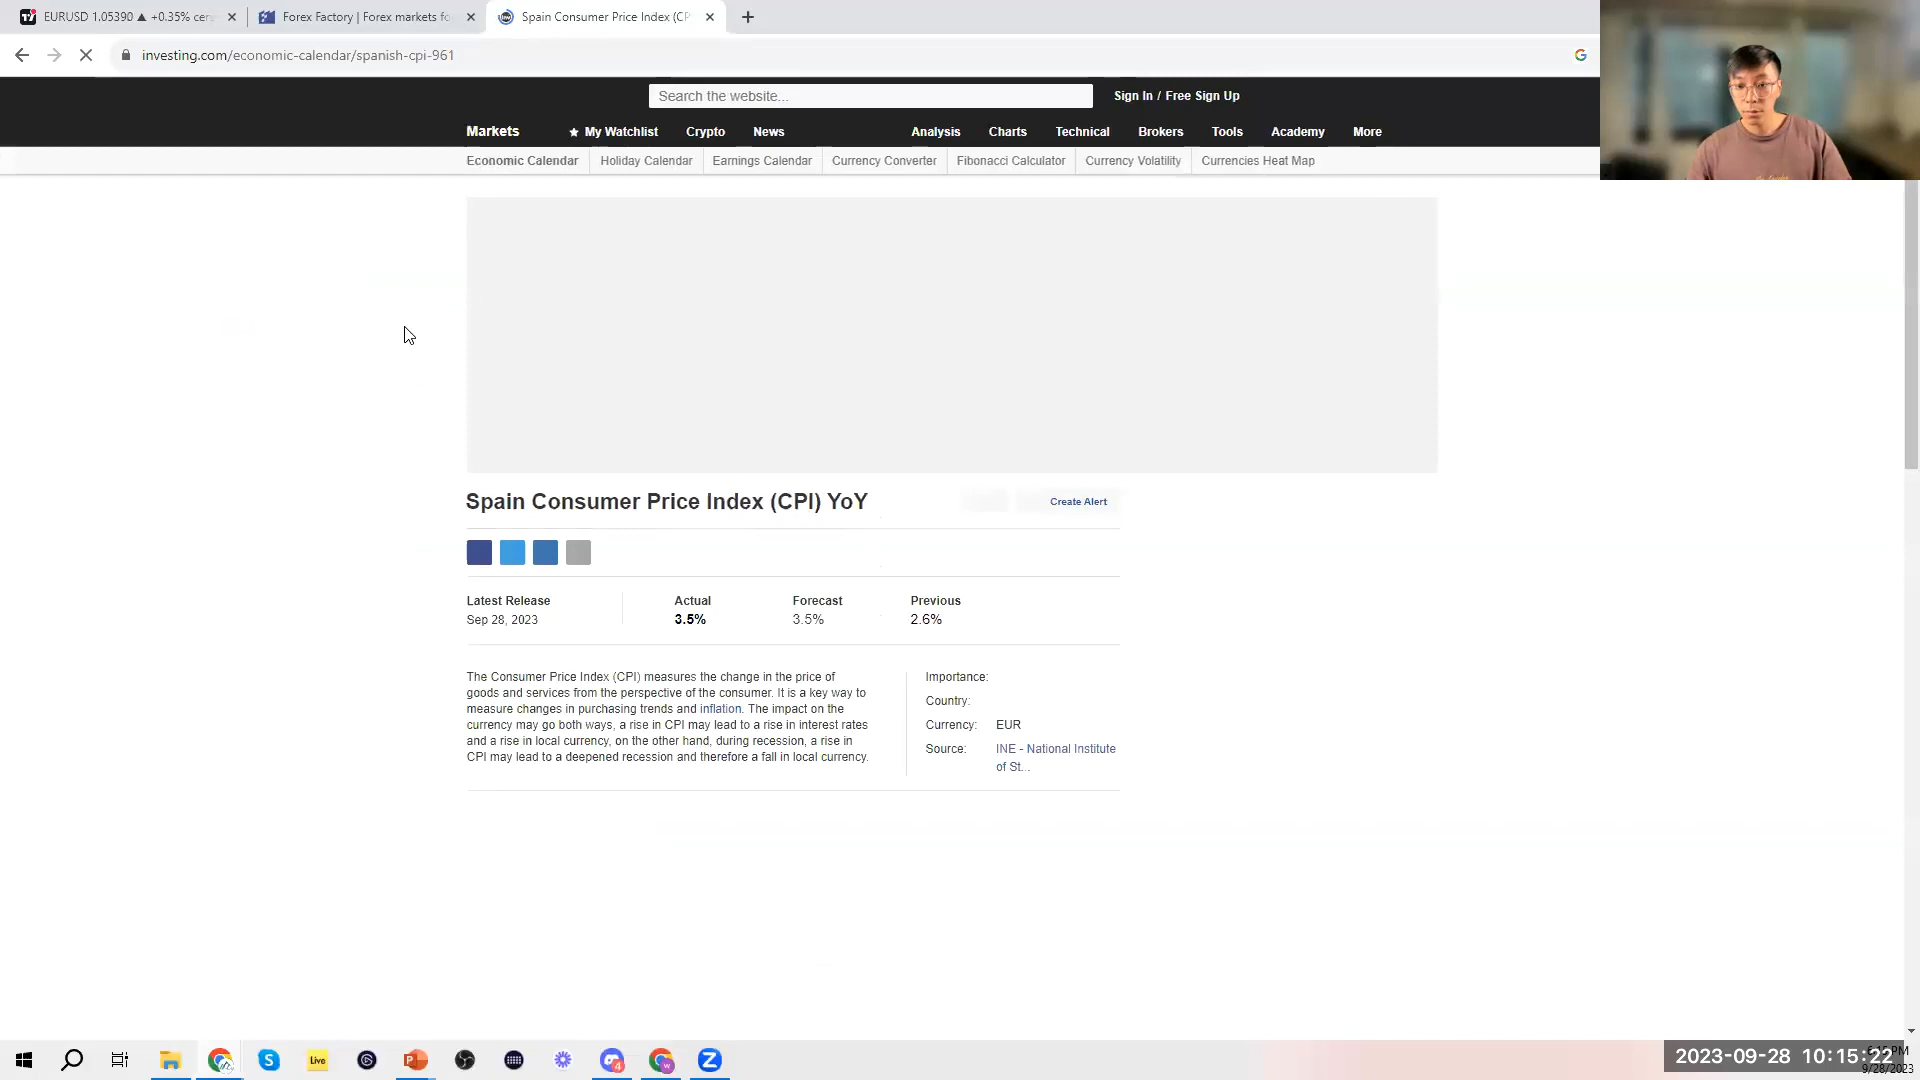 EURUSD 1.05390 ▲ +0.35%
Forex Factory | Forex markets fo
Spain Consumer Price Index (CP
investing.com/economic-calendar/spanish-cpi-961
Search the website...
Sign In / Free Sign Up
Markets
My Watchlist
Crypto
News
Analysis
Charts
Technical
Brokers
Tools
Academy
More
Economic Calendar
Holiday Calendar
Earnings Calendar
Currency Converter
Fibonacci Calculator
Currency Volatility
Currencies Heat Map
Spain Consumer Price Index (CPI) YoY
Create Alert
Latest Release
Actual
Forecast
Previous
Sep 28, 2023
3.5%
3.5%
2.6%
The Consumer Price Index (CPI) measures the change in the price of
goods and services from the perspective of the consumer. It is a key way to
measure changes in purchasing trends and inflation. The impact on the
currency may go both ways, a rise in CPI may lead to a rise in interest rates
and a rise in local currency, on the other hand, during recession, a rise in
CPI may lead to a deepened recession and therefore a fall in local currency.
Importance:
Country:
Currency: EUR
Source: INE - National Institute
of St...
Live
2023-09-28 10:15:22
9/28/2023